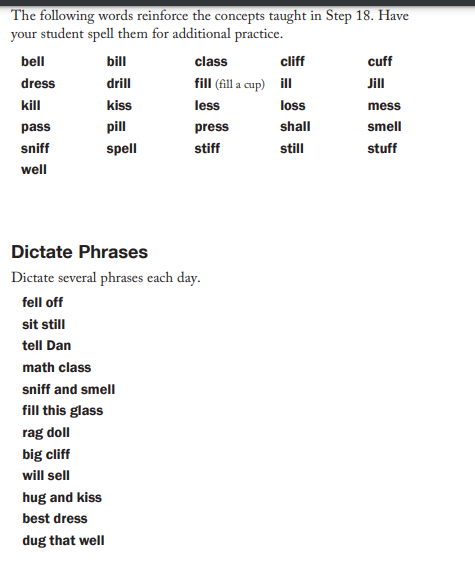 The following words reinforce the concepts taught in Step 18. Have
your student spell them for additional practice.
bell bill class cliff cuff
dress drill fill (fill a cup) ill Jill
kill kiss less loss mess
pass pill press shall smell
sniff spell stiff still stuff
well
Dictate Phrases
Dictate several phrases each day.
fell off
sit still
tell Dan
math class
sniff and smell
fill this glass
rag doll
big cliff
will sell
hug and kiss
best dress
dug that well